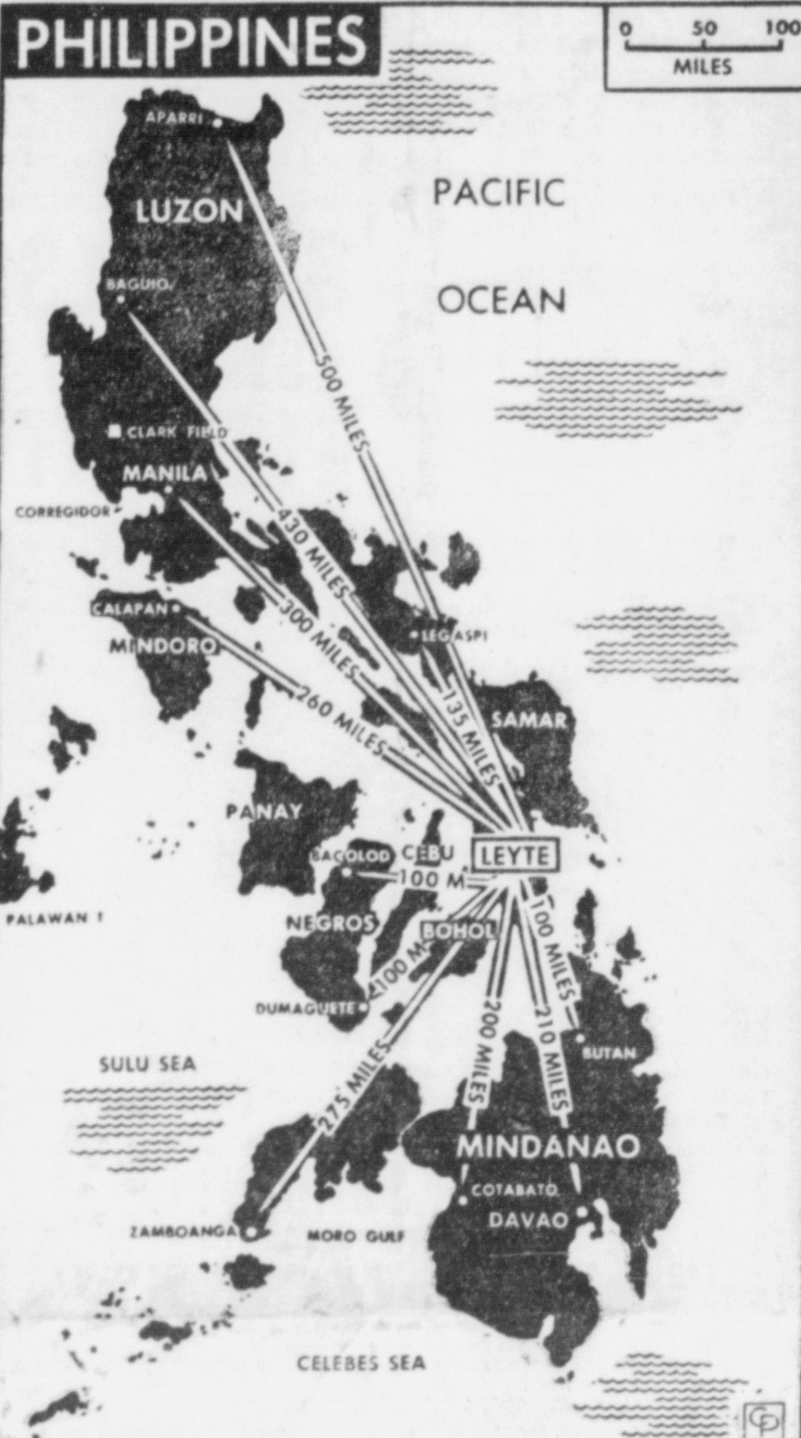 PHILIPPINES
0 50 100
MILES
APARRI
LUZON
PACIFIC
OCEAN
BAGUIO
500 MILES
CLARK FIELD
MANILA
CORREGIDOR
430 MILES
300 MILES
CALAPAN
LEGASPI
MINDORO
260 MILES
135 MILES
SAMAR
PANAY
BACOLOD
CEBU
LEYTE
100 M
PALAWAN I
NEGROS
BOHOL
100 MILES
100 M
DUMAGUETE
200 MILES
210 MILES
BUTAN
SULU SEA
275 MILES
MINDANAO
COTABATO
DAVAO
ZAMBOANGA
MORO GULF
CELEBES SEA
CP